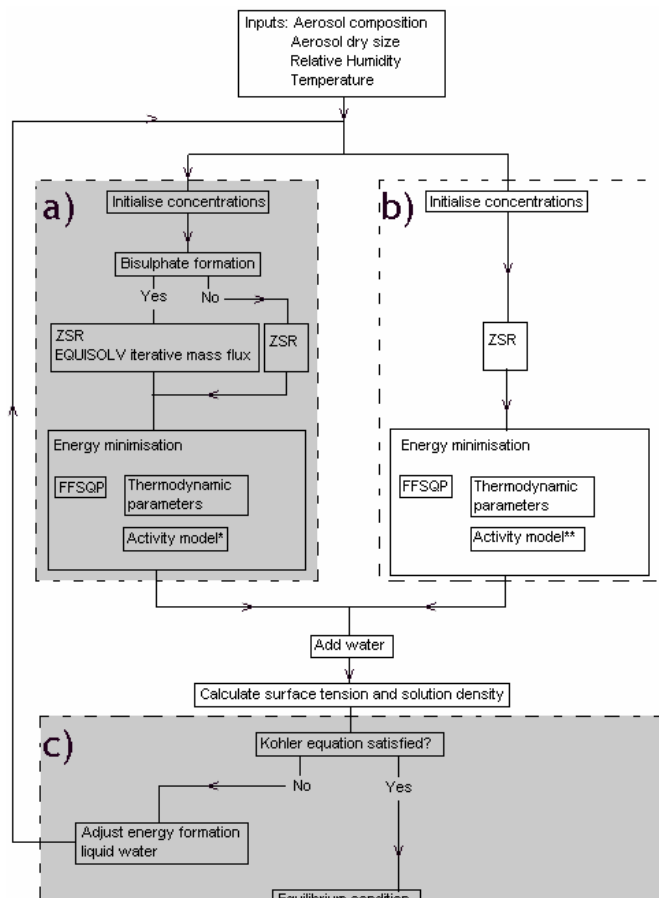 Inputs: Aerosol composition
Aerosol dry size
Relative Humidity
Temperature
a)
Initialise concentrations
Bisulphate formation
Yes
No
ZSR
EQUISOLV iterative mass flux
ZSR
Energy minimisation
FFSQP
Thermodynamic
parameters
Activity model*
b)
Initialise concentrations
ZSR
Energy minimisation
FFSQP
Thermodynamic
parameters
Activity model**
Add water
Calculate surface tension and solution density
c)
Kohler equation satisfied?
No
Yes
Adjust energy formation
liquid water
Equilibrium condition